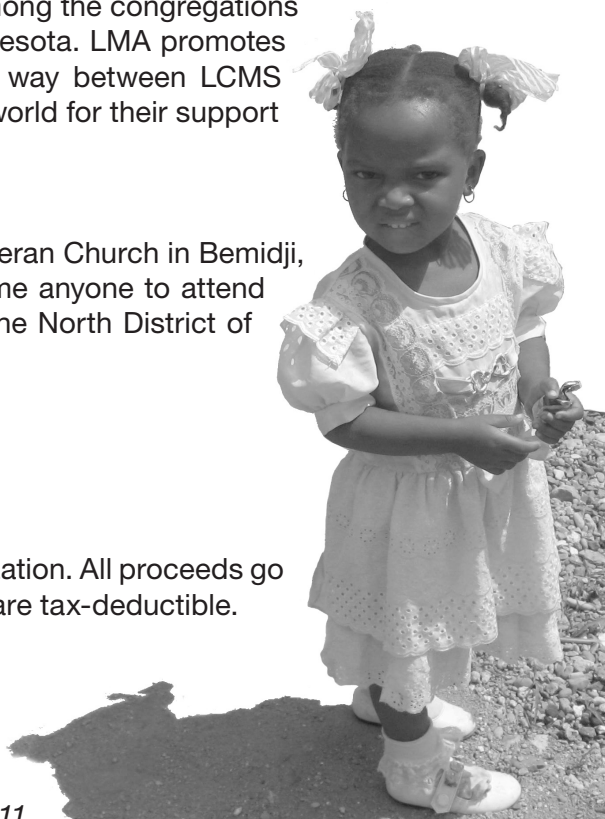 ong the congregations
esota. LMA promotes
way between LCMS
world for their support
eran Church in Bemidji,
me anyone to attend
he North District of
ation. All proceeds go
are tax-deductible.
11